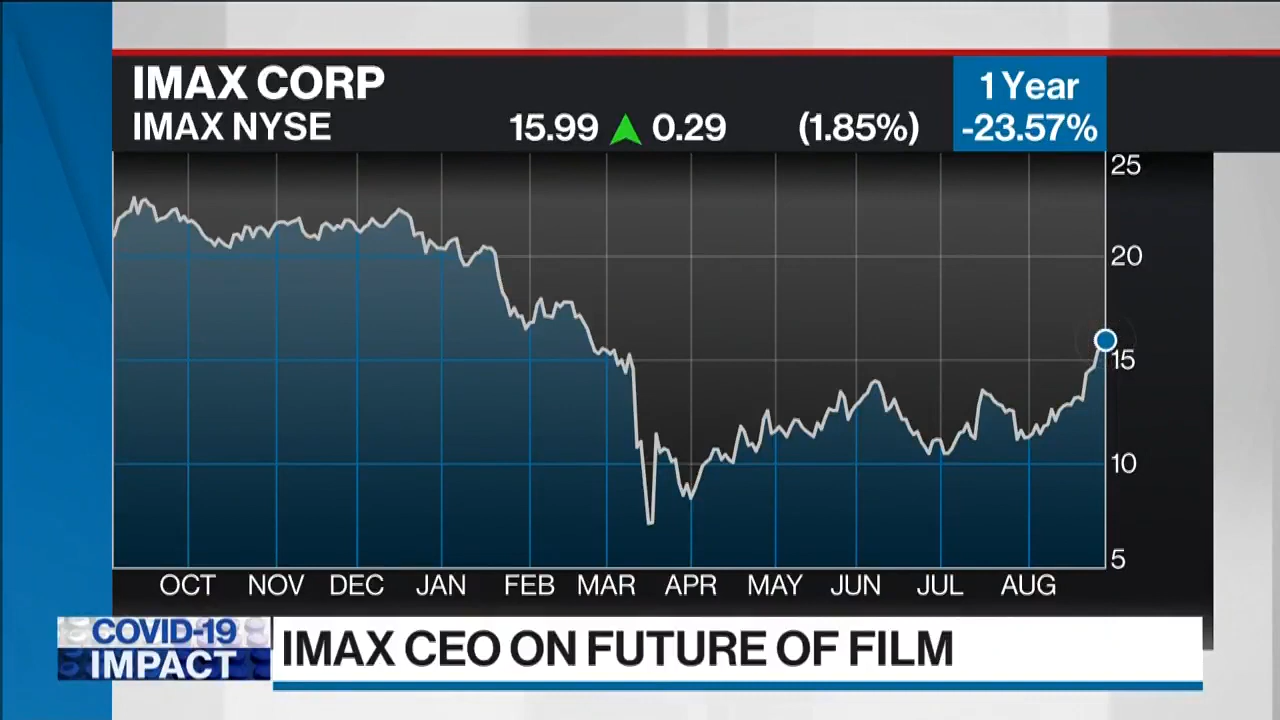 IMAX CORP
IMAX NYSE 15.99 0.29 (1.85%)
1 Year
-23.57%
25
20
15
10
5
OCT NOV DEC JAN FEB MAR APR MAY JUN JUL AUG
COVID-19
IMPACT
IMAX CEO ON FUTURE OF FILM